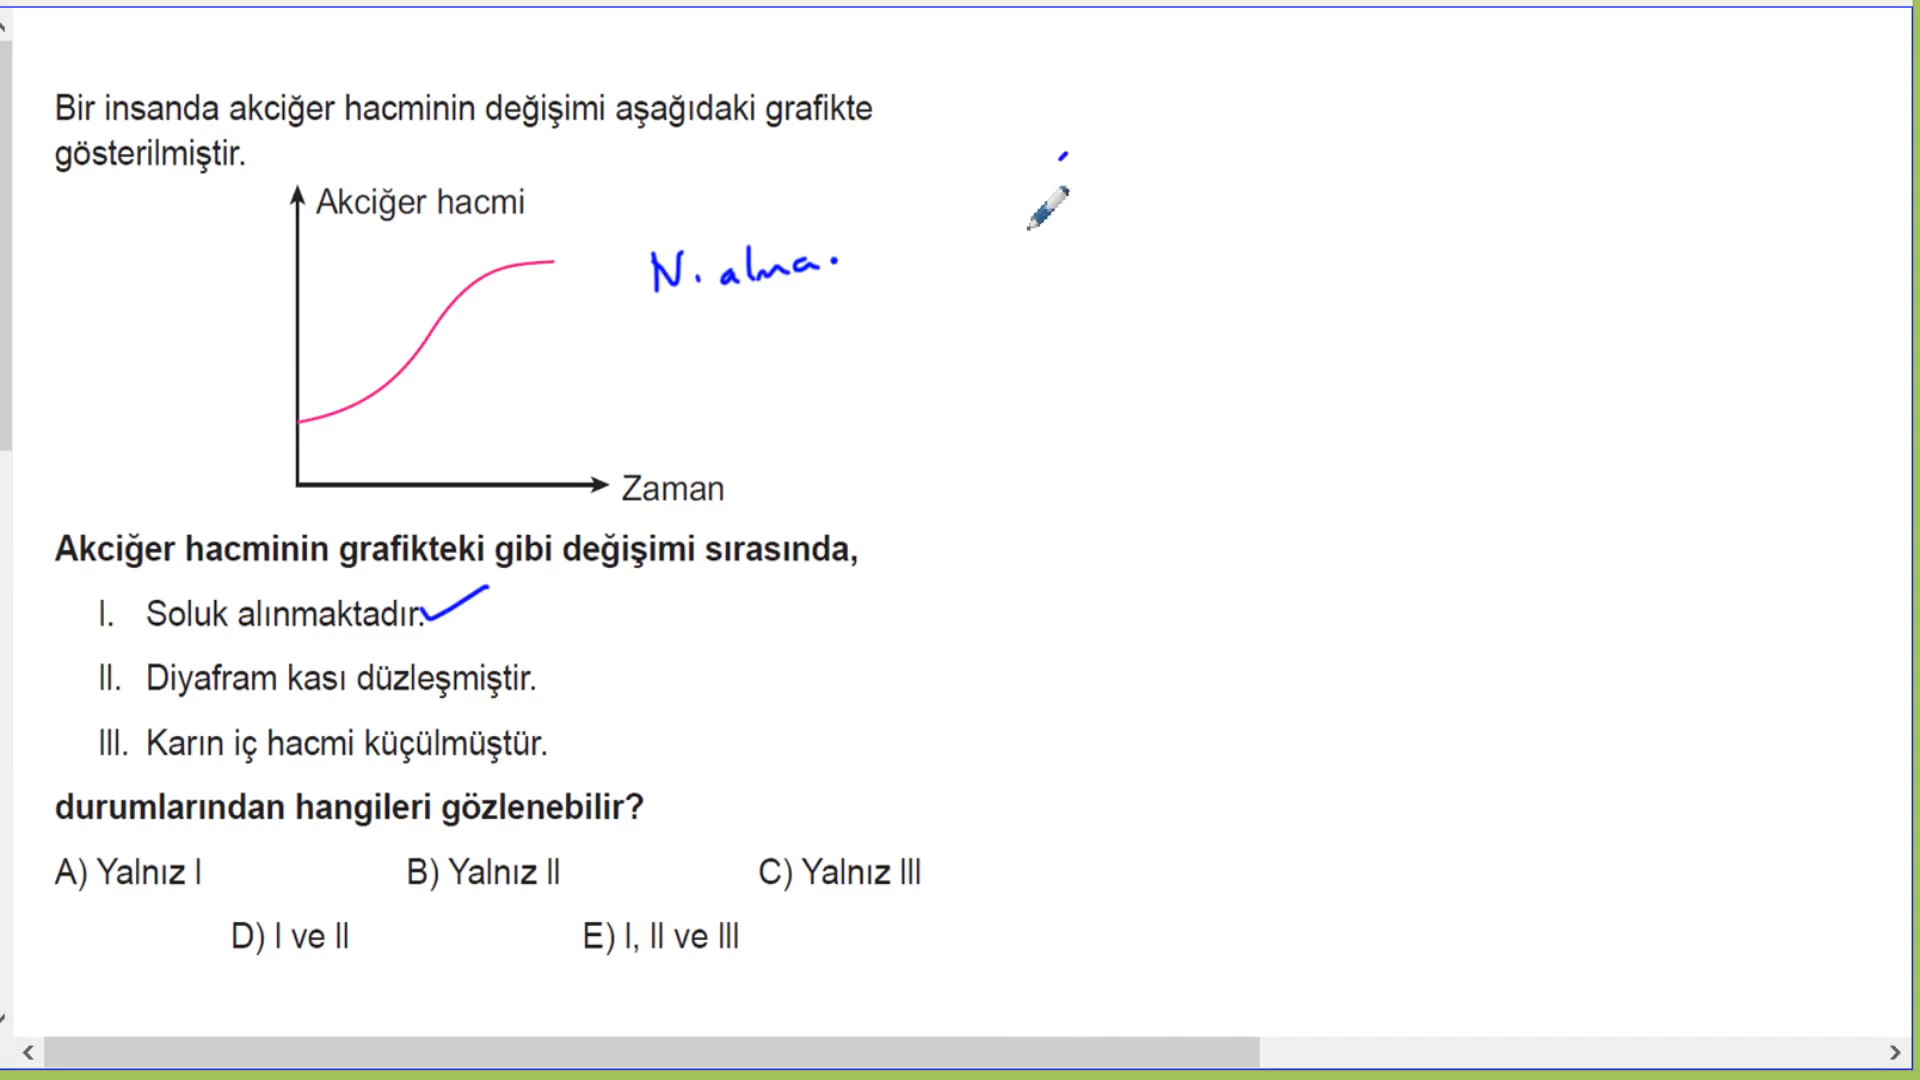 Bir insanda akciğer hacminin değişimi aşağıdaki grafikte
gösterilmiştir.
Akciğer hacmi
N. alma.
Zaman
Akciğer hacminin grafikteki gibi değişimi sırasında,
I. Soluk alınmaktadır.
II. Diyafram kası düzleşmiştir.
III. Karın iç hacmi küçülmüştür.
durumlarından hangileri gözlenebilir?
A) Yalnız I B) Yalnız II C) Yalnız III
D) I ve II E) I, II ve III